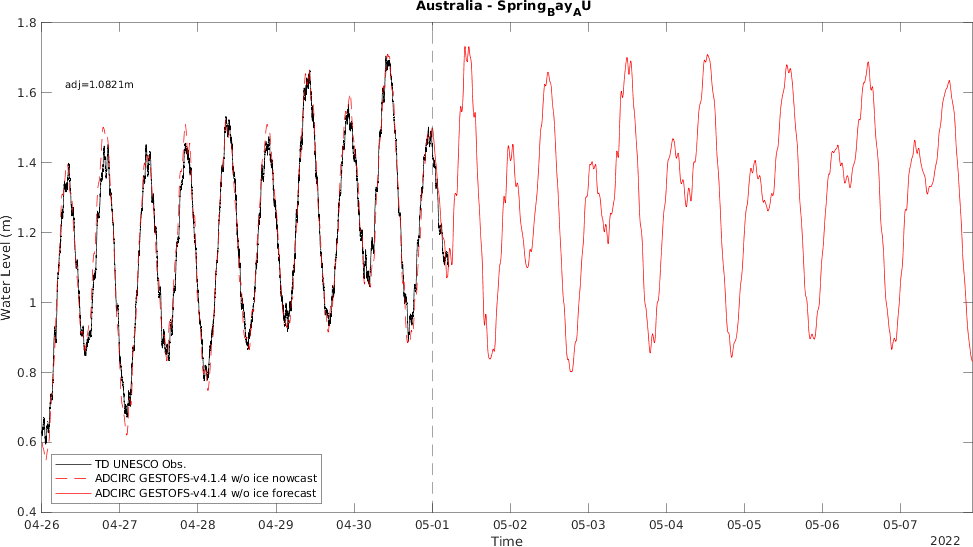 Australia - Spring_Bay_AU
adj=1.0821m
1.8
1.6
1.4
1.2
1
0.8
0.6
0.4
Water Level (m)
TD UNESCO Obs.
ADCIRC GESTOFS-v4.1.4 w/o ice nowcast
ADCIRC GESTOFS-v4.1.4 w/o ice forecast
04-26 04-27 04-28 04-29 04-30 05-01 05-02 05-03 05-04 05-05 05-06 05-07
Time
2022